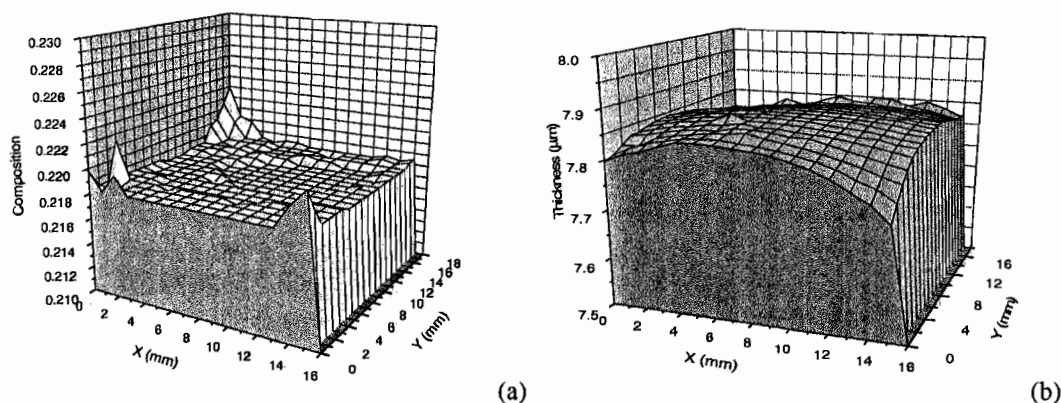 Composition
0.230
0.228
0.226
0.224
0.222
0.220
0.218
0.216
0.214
0.212
0.210
0 2 4 6 8 10 12 14 16
X (mm)
0 2 4 6 8 10 12 14 16 18
Y (mm)
(a)
Thickness (μm)
8.0
7.9
7.8
7.7
7.6
7.5
0 2 4 6 8 10 12 14 16
X (mm)
0 4 8 12 16
Y (mm)
(b)